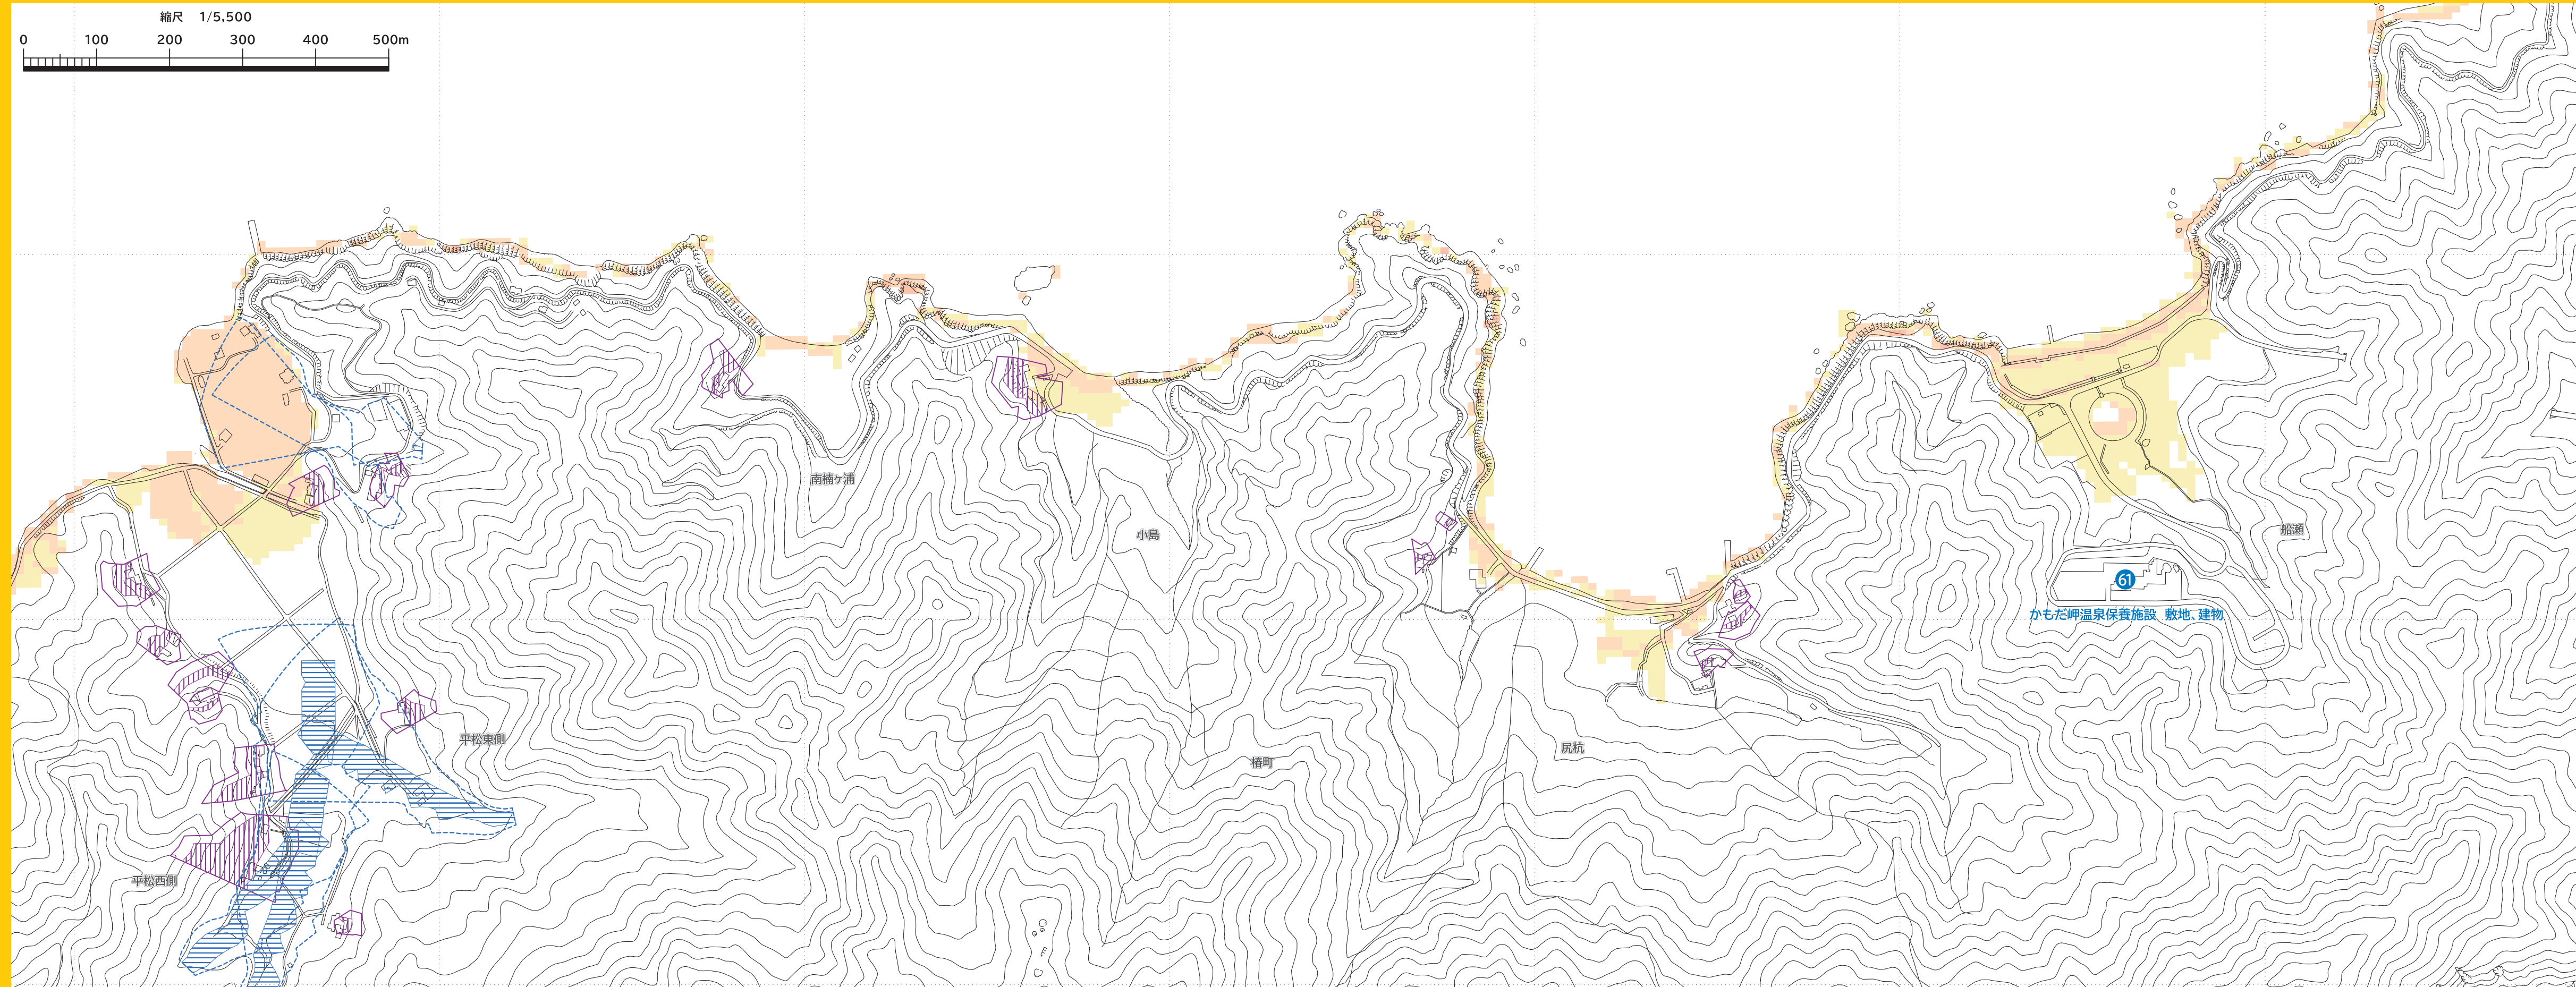 縮尺 1/5,500
0 100 200 300 400 500m
南楠ヶ浦
小島
船瀬
61
かもだ岬温泉保養施設 敷地、建物
平松東側
尻杭
椿町
平松西側